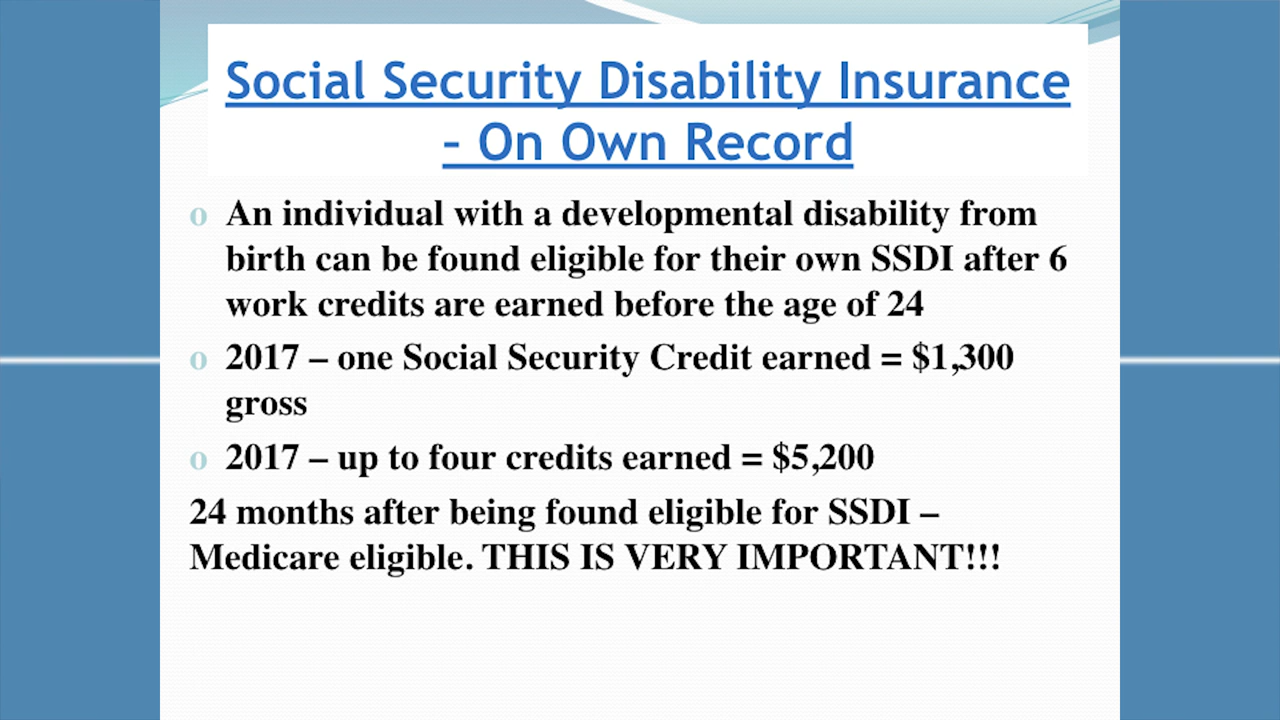 Social Security Disability Insurance
– On Own Record
o An individual with a developmental disability from
birth can be found eligible for their own SSDI after 6
work credits are earned before the age of 24
o 2017 – one Social Security Credit earned = $1,300
gross
o 2017 – up to four credits earned = $5,200
24 months after being found eligible for SSDI –
Medicare eligible. THIS IS VERY IMPORTANT!!!